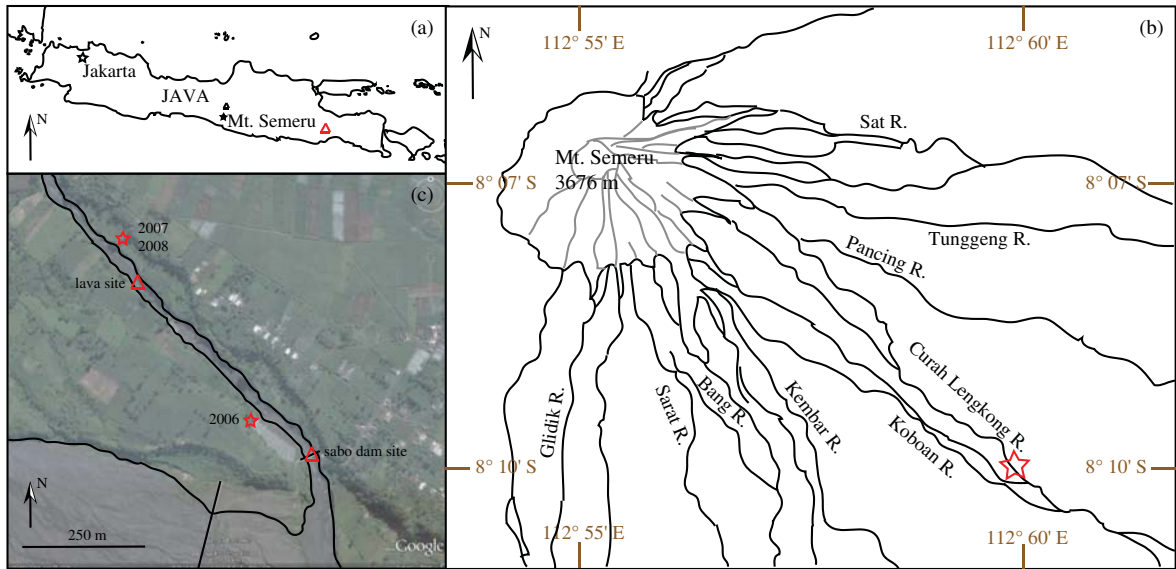 (a)
Jakarta
JAVA
Mt. Semeru
N
(c)
2007
2008
lava site
2006
sabo dam site
N
250 m
...Google
(b)
N
112° 55' E
112° 60' E
Sat R.
Mt. Semeru
3676 m
8° 07' S
8° 07' S
Tunggeng R.
Pancing R.
Curah Lengkong R.
Koboan R.
Kembar R.
Bang R.
Sarat R.
Glidik R.
8° 10' S
8° 10' S
112° 55' E
112° 60' E